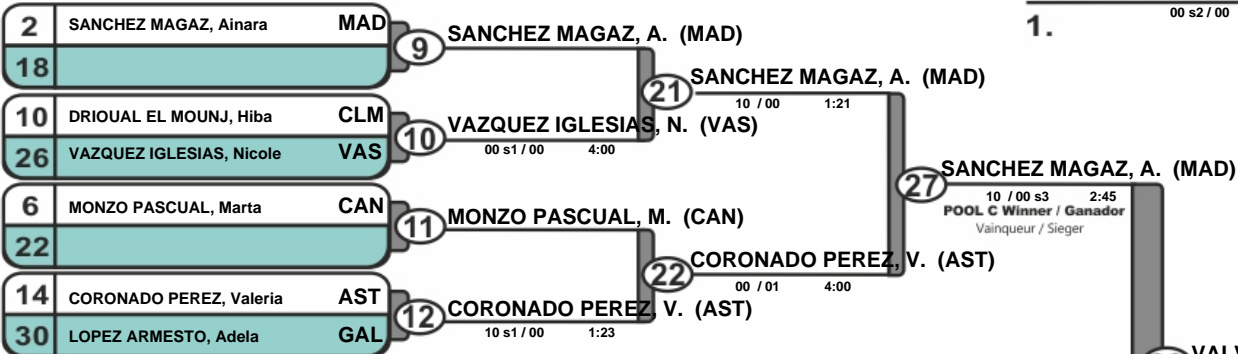 00 s2 / 00
1.
2 SANCHEZ MAGAZ, Ainara MAD
18
9 SANCHEZ MAGAZ, A. (MAD)
21 SANCHEZ MAGAZ, A. (MAD)
10 / 00 1:21
10 DRIOUAL EL MOUNJ, Hiba CLM
26 VAZQUEZ IGLESIAS, Nicole VAS
10 VAZQUEZ IGLESIAS, N. (VAS)
00 s1 / 00 4:00
27 SANCHEZ MAGAZ, A. (MAD)
10 / 00 s3 2:45
POOL C Winner / Ganador
Vainqueur / Sieger
6 MONZO PASCUAL, Marta CAN
22
11 MONZO PASCUAL, M. (CAN)
22 CORONADO PEREZ, V. (AST)
00 / 01 4:00
14 CORONADO PEREZ, Valeria AST
30 LOPEZ ARMESTO, Adela GAL
12 CORONADO PEREZ, V. (AST)
10 s1 / 00 1:23